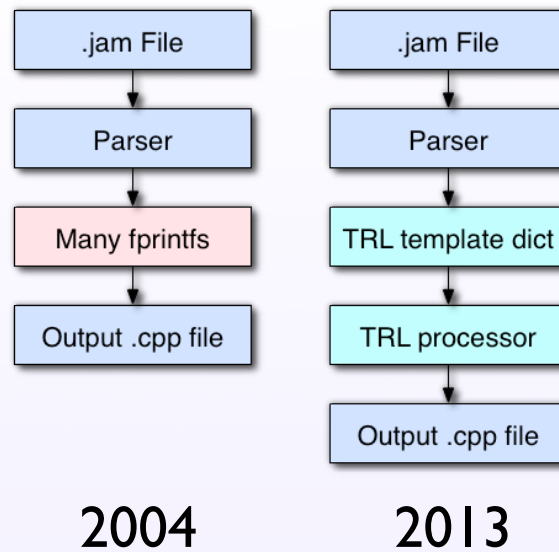 .jam File
Parser
Many fprintfs
Output .cpp file
2004
.jam File
Parser
TRL template dict
TRL processor
Output .cpp file
2013